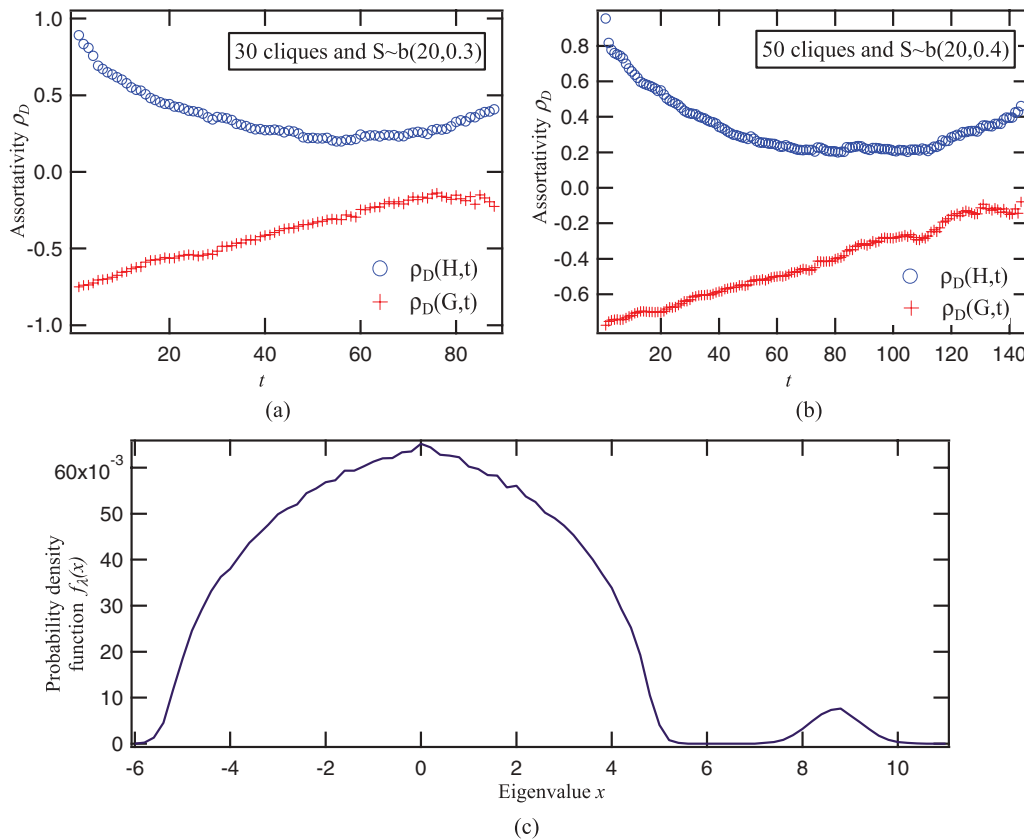 1.0
0.5
0.0
-0.5
-1.0
Assortativity ρD
30 cliques and S~b(20,0.3)
ρD(H,t)
ρD(G,t)
20 40 60 80
t
(a)
0.8
0.6
0.4
0.2
0.0
-0.2
-0.4
-0.6
Assortativity ρD
50 cliques and S~b(20,0.4)
ρD(H,t)
ρD(G,t)
20 40 60 80 100 120 140
t
(b)
60x10-3
50
40
30
20
10
0
Probability density
function fλ(x)
-6 -4 -2 0 2 4 6 8 10
Eigenvalue x
(c)